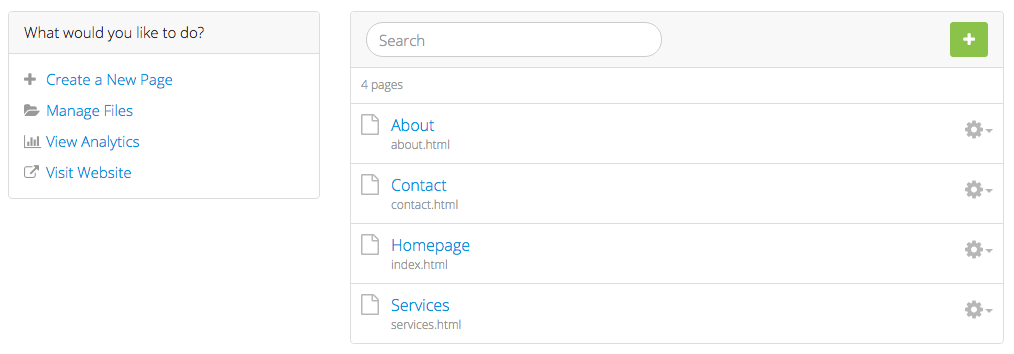 What would you like to do?
Create a New Page
Manage Files
View Analytics
Visit Website
Search
4 pages
About
about.html
Contact
contact.html
Homepage
index.html
Services
services.html